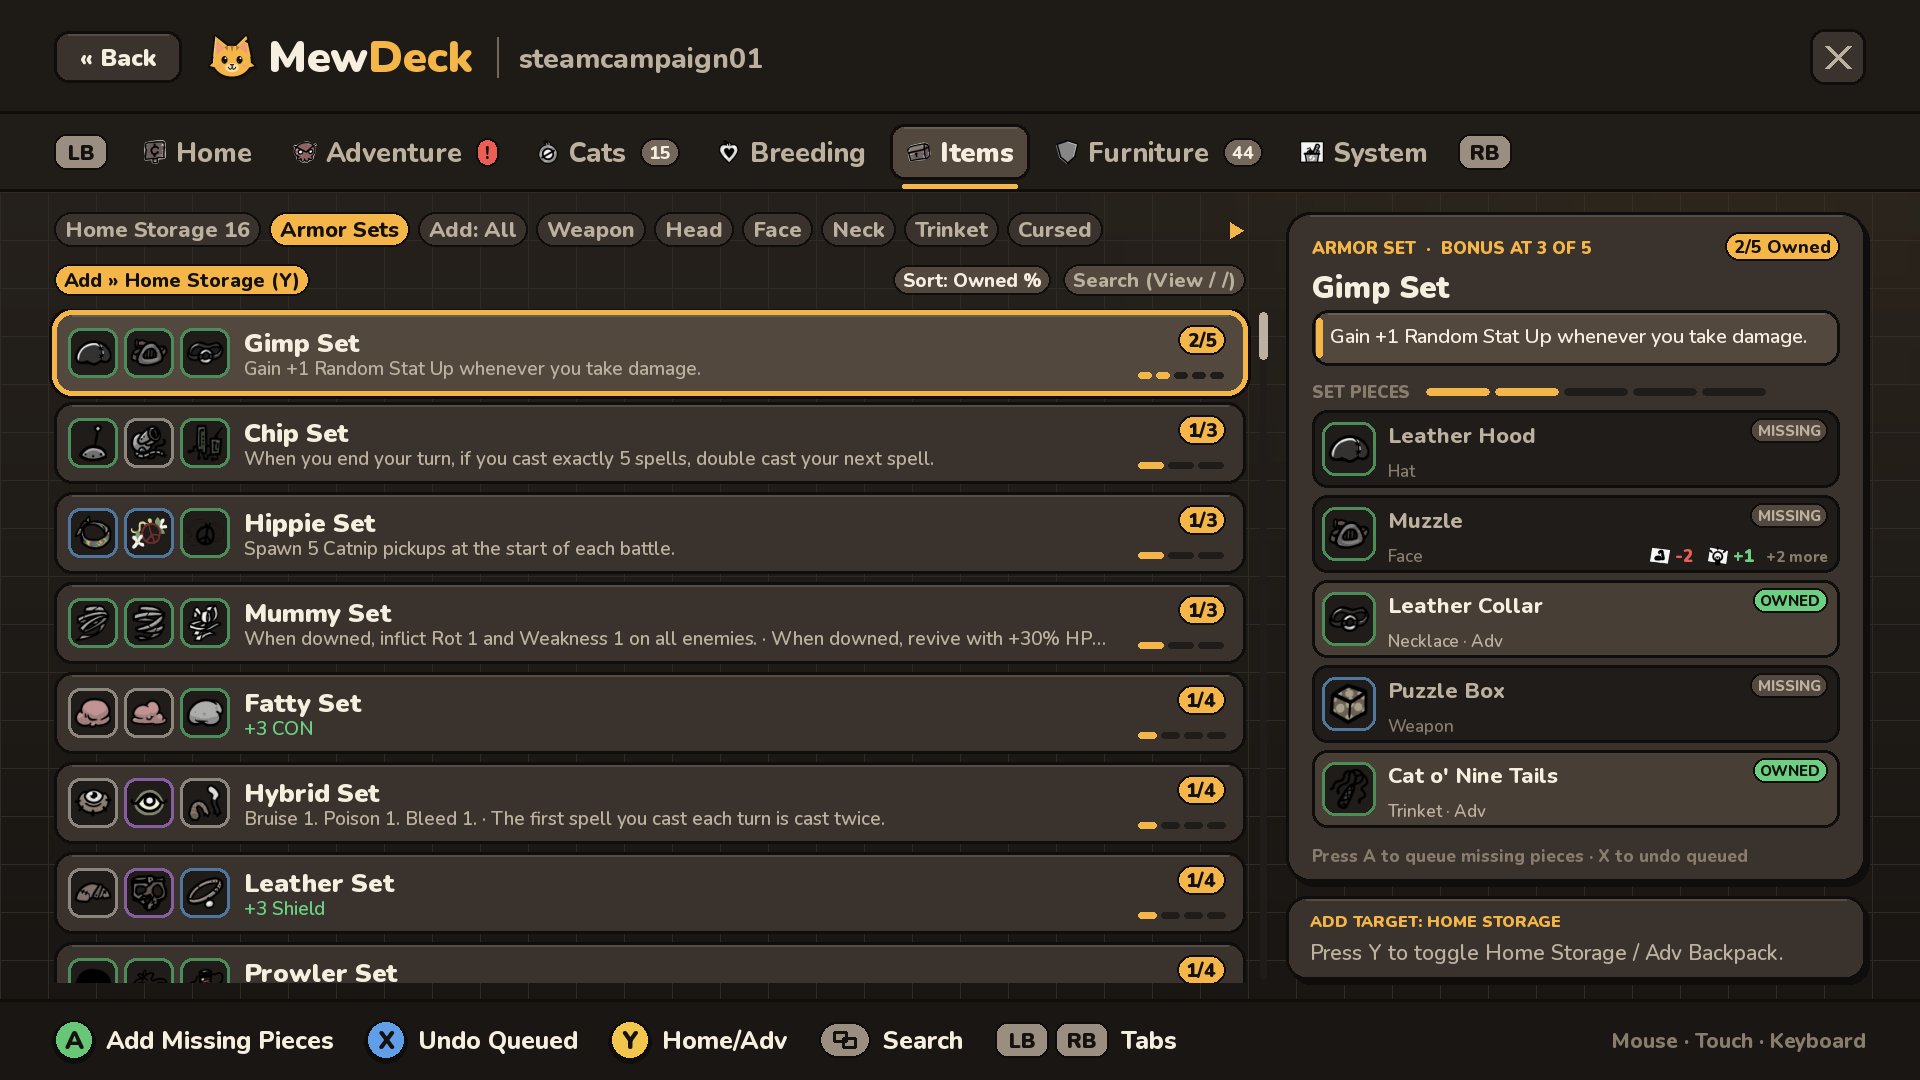 « Back
MewDeck
steamcampaign01
LB
Home
Adventure !
Cats 15
Breeding
Items
Furniture 44
System
RB
Home Storage 16
Armor Sets
Add: All
Weapon
Head
Face
Neck
Trinket
Cursed
Add » Home Storage (Y)
Sort: Owned %
Search (View / /)
Gimp Set
2/5
Gain +1 Random Stat Up whenever you take damage.
Chip Set
1/3
When you end your turn, if you cast exactly 5 spells, double cast your next spell.
Hippie Set
1/3
Spawn 5 Catnip pickups at the start of each battle.
Mummy Set
1/3
When downed, inflict Rot 1 and Weakness 1 on all enemies. · When downed, revive with +30% HP...
Fatty Set
1/4
+3 CON
Hybrid Set
1/4
Bruise 1. Poison 1. Bleed 1. · The first spell you cast each turn is cast twice.
Leather Set
1/4
+3 Shield
Prowler Set
1/4
ARMOR SET · BONUS AT 3 OF 5
2/5 Owned
Gimp Set
Gain +1 Random Stat Up whenever you take damage.
SET PIECES
Leather Hood
MISSING
Hat
Muzzle
MISSING
Face
-2 +1 +2 more
Leather Collar
OWNED
Necklace · Adv
Puzzle Box
MISSING
Weapon
Cat o' Nine Tails
OWNED
Trinket · Adv
Press A to queue missing pieces · X to undo queued
ADD TARGET: HOME STORAGE
Press Y to toggle Home Storage / Adv Backpack.
A Add Missing Pieces
X Undo Queued
Y Home/Adv
Search
LB RB Tabs
Mouse · Touch · Keyboard